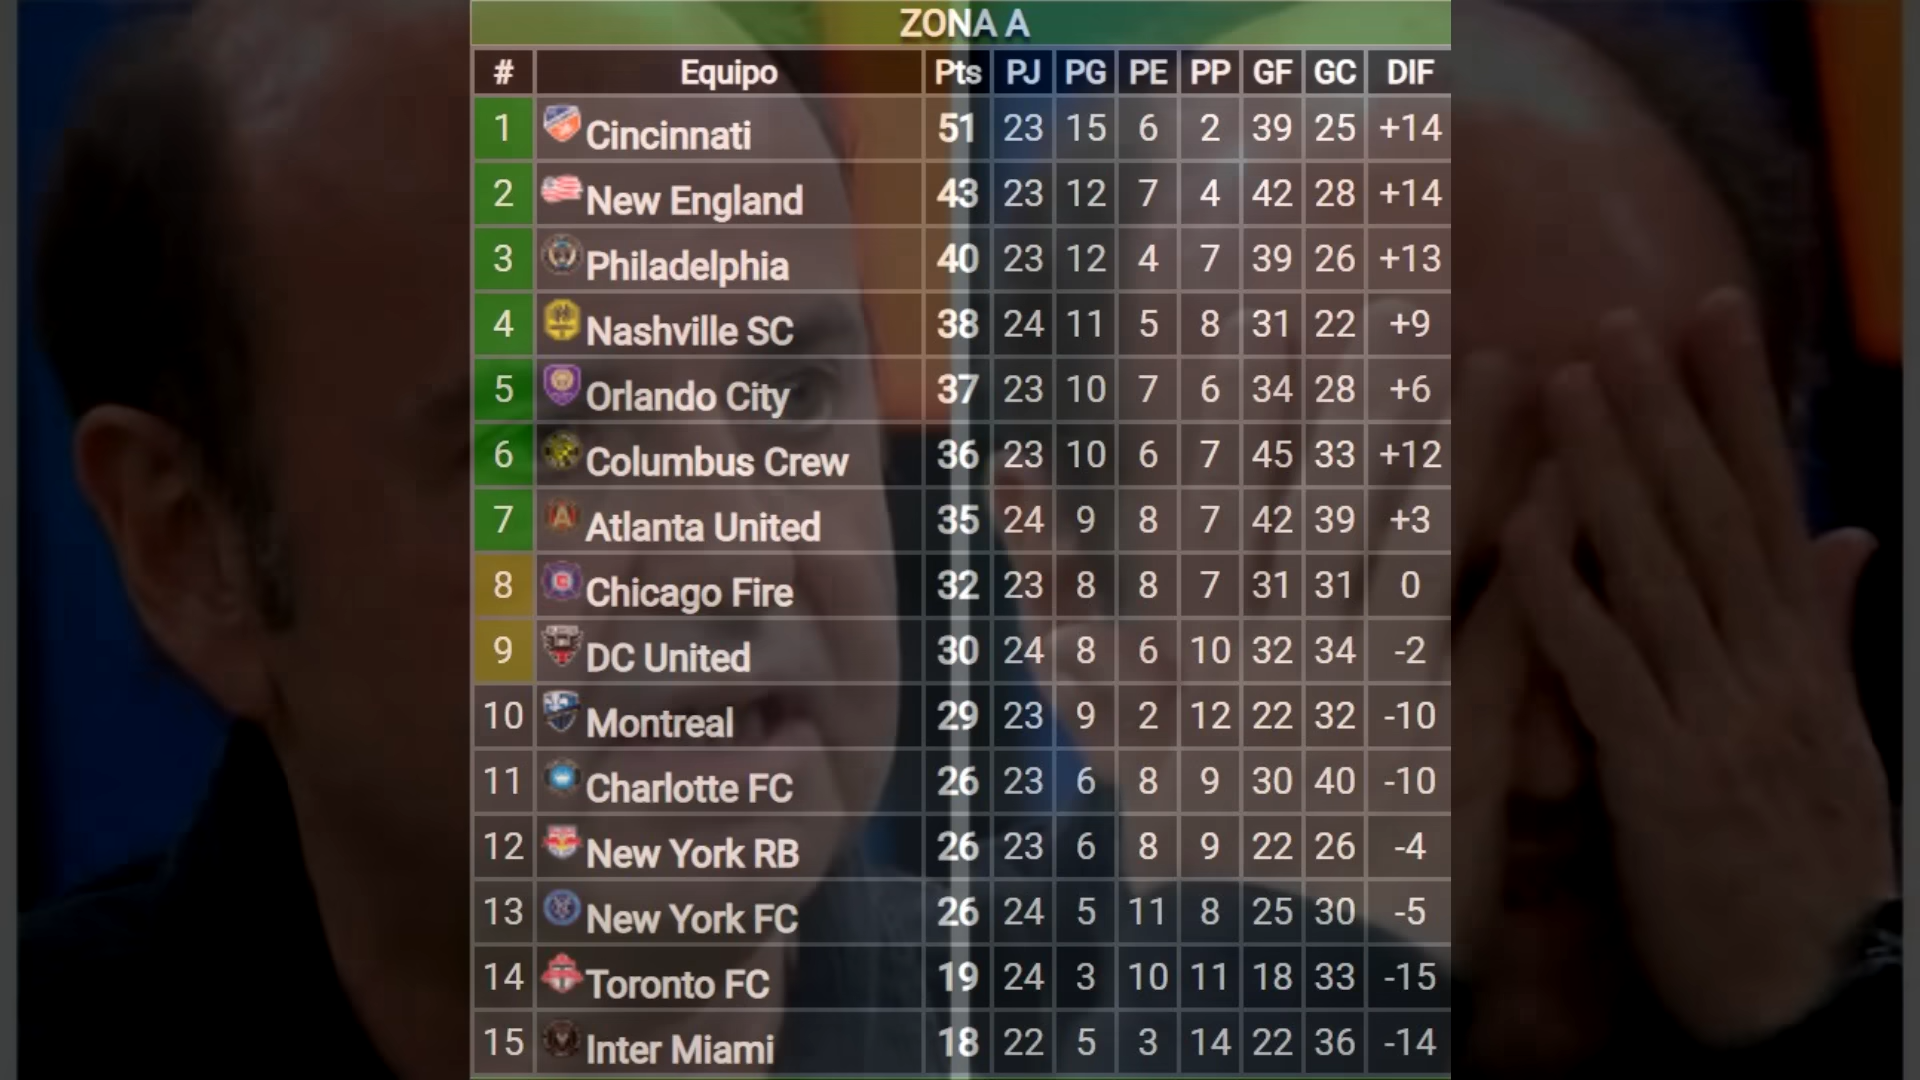 ZONA A
# Equipo Pts PJ PG PE PP GF GC DIF
1 Cincinnati 51 23 15 6 2 39 25 +14
2 New England 43 23 12 7 4 42 28 +14
3 Philadelphia 40 23 12 4 7 39 26 +13
4 Nashville SC 38 24 11 5 8 31 22 +9
5 Orlando City 37 23 10 7 6 34 28 +6
6 Columbus Crew 36 23 10 6 7 45 33 +12
7 Atlanta United 35 24 9 8 7 42 39 +3
8 Chicago Fire 32 23 8 8 7 31 31 0
9 DC United 30 24 8 6 10 32 34 -2
10 Montreal 29 23 9 2 12 22 32 -10
11 Charlotte FC 26 23 6 8 9 30 40 -10
12 New York RB 26 23 6 8 9 22 26 -4
13 New York FC 26 24 5 11 8 25 30 -5
14 Toronto FC 19 24 3 10 11 18 33 -15
15 Inter Miami 18 22 5 3 14 22 36 -14